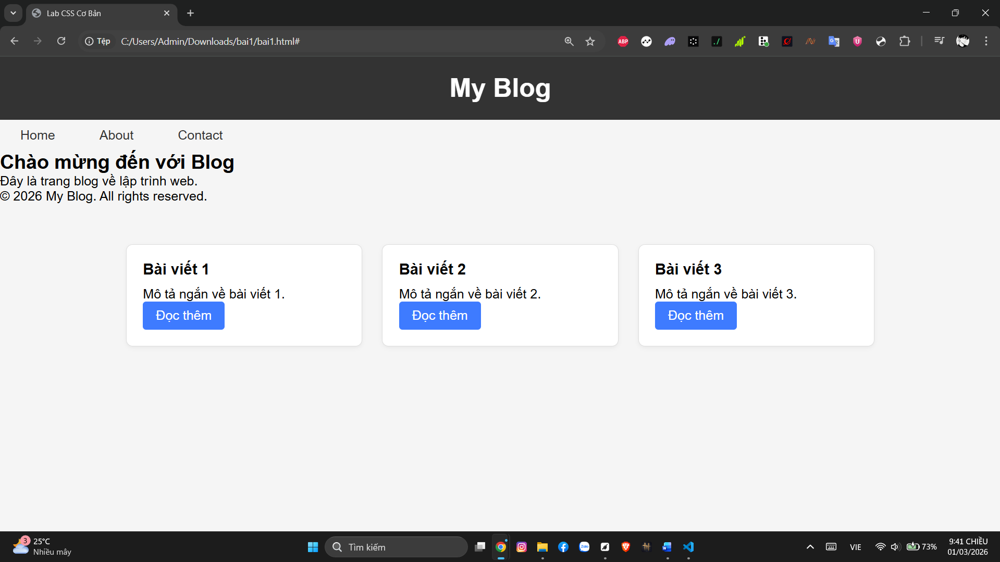 Lab CSS Cơ Bản
Tệp
C:/Users/Admin/Downloads/bai1/bai1.html#
ABP
My Blog
Home
About
Contact
Chào mừng đến với Blog
Đây là trang blog về lập trình web.
© 2026 My Blog. All rights reserved.
Bài viết 1
Mô tả ngắn về bài viết 1.
Đọc thêm
Bài viết 2
Mô tả ngắn về bài viết 2.
Đọc thêm
Bài viết 3
Mô tả ngắn về bài viết 3.
Đọc thêm
3
25°C
Nhiều mây
Tìm kiếm
Zalo
VIE
73%
9:41 CHIỀU
01/03/2026